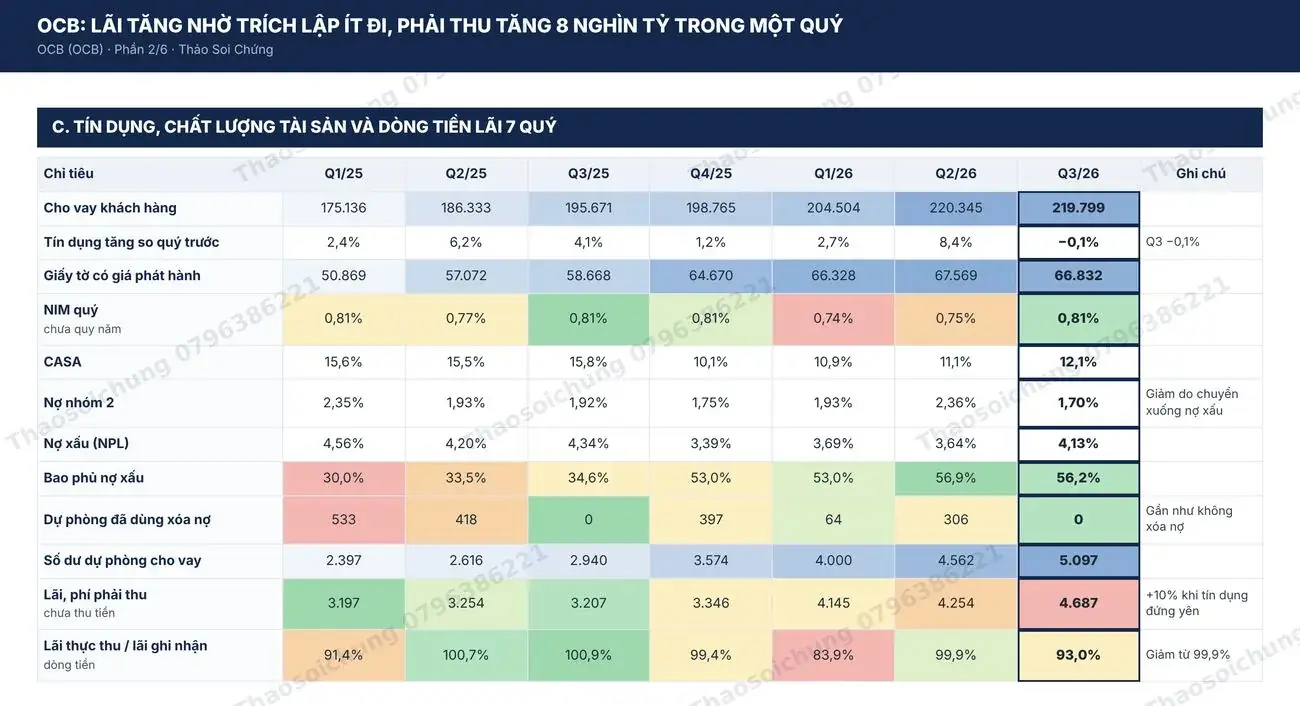 OCB: LÃI TĂNG NHỜ TRÍCH LẬP ÍT ĐI, PHẢI THU TĂNG 8 NGHÌN TỶ TRONG MỘT QUÝ
OCB (OCB) · Phần 2/6 · Thảo Soi Chứng
C. TÍN DỤNG, CHẤT LƯỢNG TÀI SẢN VÀ DÒNG TIỀN LÃI 7 QUÝ
Chỉ tiêu Q1/25 Q2/25 Q3/25 Q4/25 Q1/26 Q2/26 Q3/26 Ghi chú
Cho vay khách hàng 175.136 186.333 195.671 198.765 204.504 220.345 219.799
Tín dụng tăng so quý trước 2,4% 6,2% 4,1% 1,2% 2,7% 8,4% −0,1% Q3 −0,1%
Giấy tờ có giá phát hành 50.869 57.072 58.668 64.670 66.328 67.569 66.832
NIM quý 0,81% 0,77% 0,81% 0,81% 0,74% 0,75% 0,81%
chưa quy năm
CASA 15,6% 15,5% 15,8% 10,1% 10,9% 11,1% 12,1%
Nợ nhóm 2 2,35% 1,93% 1,92% 1,75% 1,93% 2,36% 1,70% Giảm do chuyển
xuống nợ xấu
Nợ xấu (NPL) 4,56% 4,20% 4,34% 3,39% 3,69% 3,64% 4,13%
Bao phủ nợ xấu 30,0% 33,5% 34,6% 53,0% 53,0% 56,9% 56,2%
Dự phòng đã dùng xóa nợ 533 418 0 397 64 306 0 Gần như không
xóa nợ
Số dư dự phòng cho vay 2.397 2.616 2.940 3.574 4.000 4.562 5.097
Lãi, phí phải thu 3.197 3.254 3.207 3.346 4.145 4.254 4.687 +10% khi tín dụng
chưa thu tiền đứng yên
Lãi thực thu / lãi ghi nhận 91,4% 100,7% 100,9% 99,4% 83,9% 99,9% 93,0% Giảm từ 99,9%
dòng tiền
Thaosoichung 0796386221